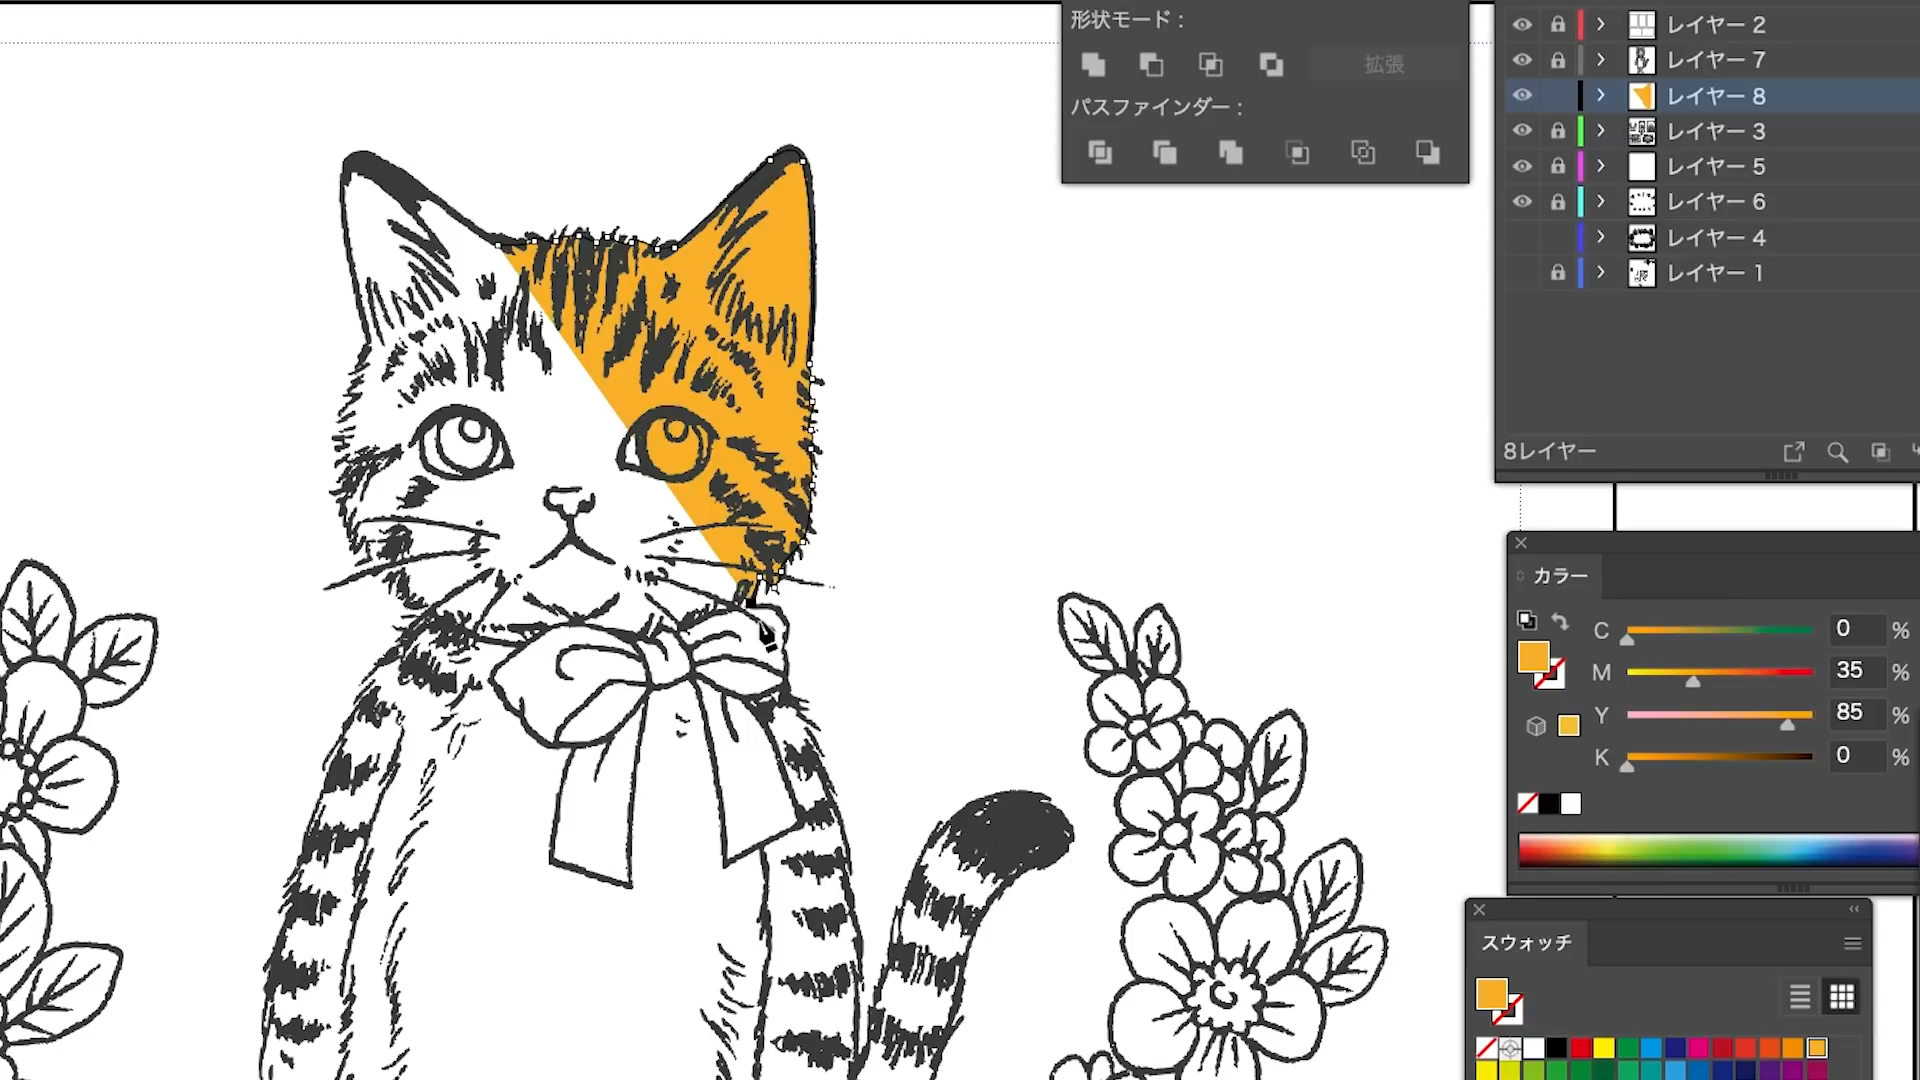 形状モード：
拡張
パスファインダー：
レイヤー 2
レイヤー 7
レイヤー 8
レイヤー 3
レイヤー 5
レイヤー 6
レイヤー 4
レイヤー 1
8レイヤー
カラー
C 0 %
M 35 %
Y 85 %
K 0 %
スウォッチ